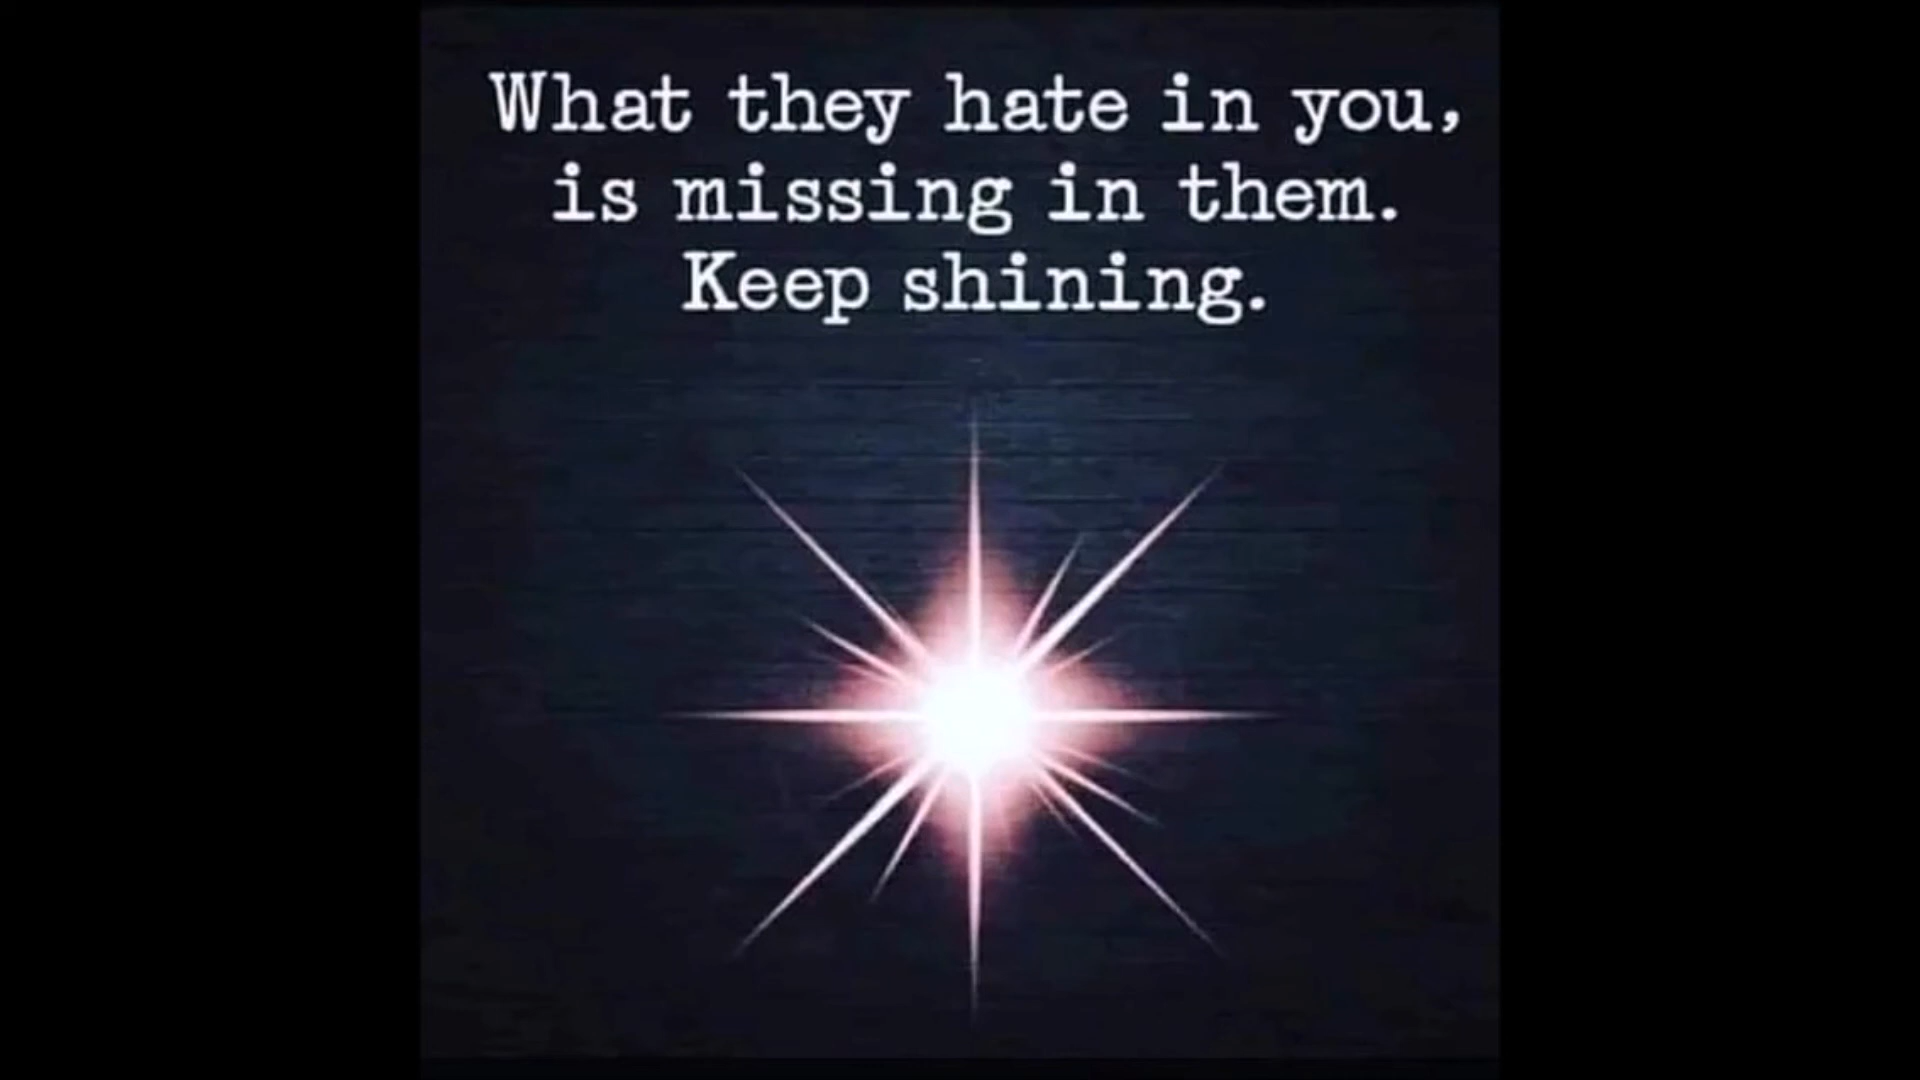 What they hate in you,
is missing in them.
Keep shining.